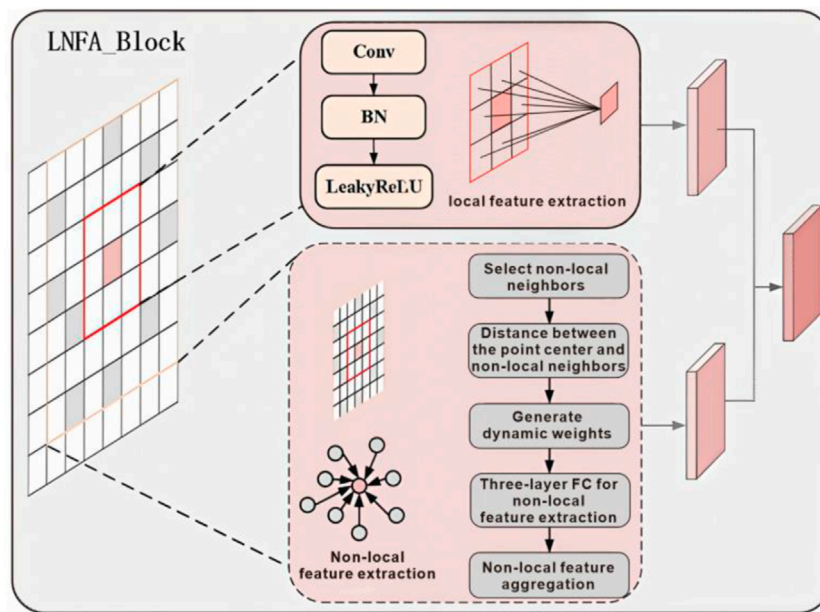 LNFA_Block
Conv
BN
LeakyReLU
local feature extraction
Select non-local
neighbors
Distance between
the point center and
non-local neighbors
Generate
dynamic weights
Three-layer FC for
non-local
feature extraction
Non-local feature
aggregation
Non-local
feature extraction